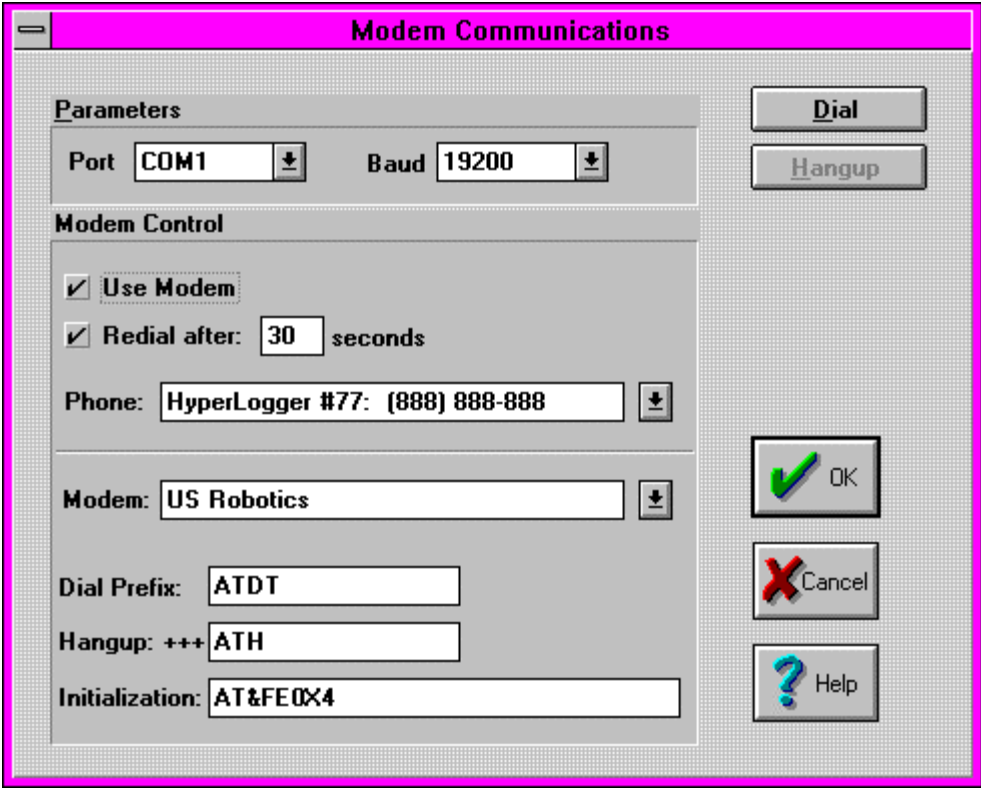 Modem Communications
Parameters
Dial
Port COM1 Baud 19200
Hangup
Modem Control
Use Modem
Redial after: 30 seconds
Phone: HyperLogger #77: (888) 888-888
Modem: US Robotics
OK
Dial Prefix: ATDT
Cancel
Hangup: +++ ATH
Initialization: AT&FE0X4
Help